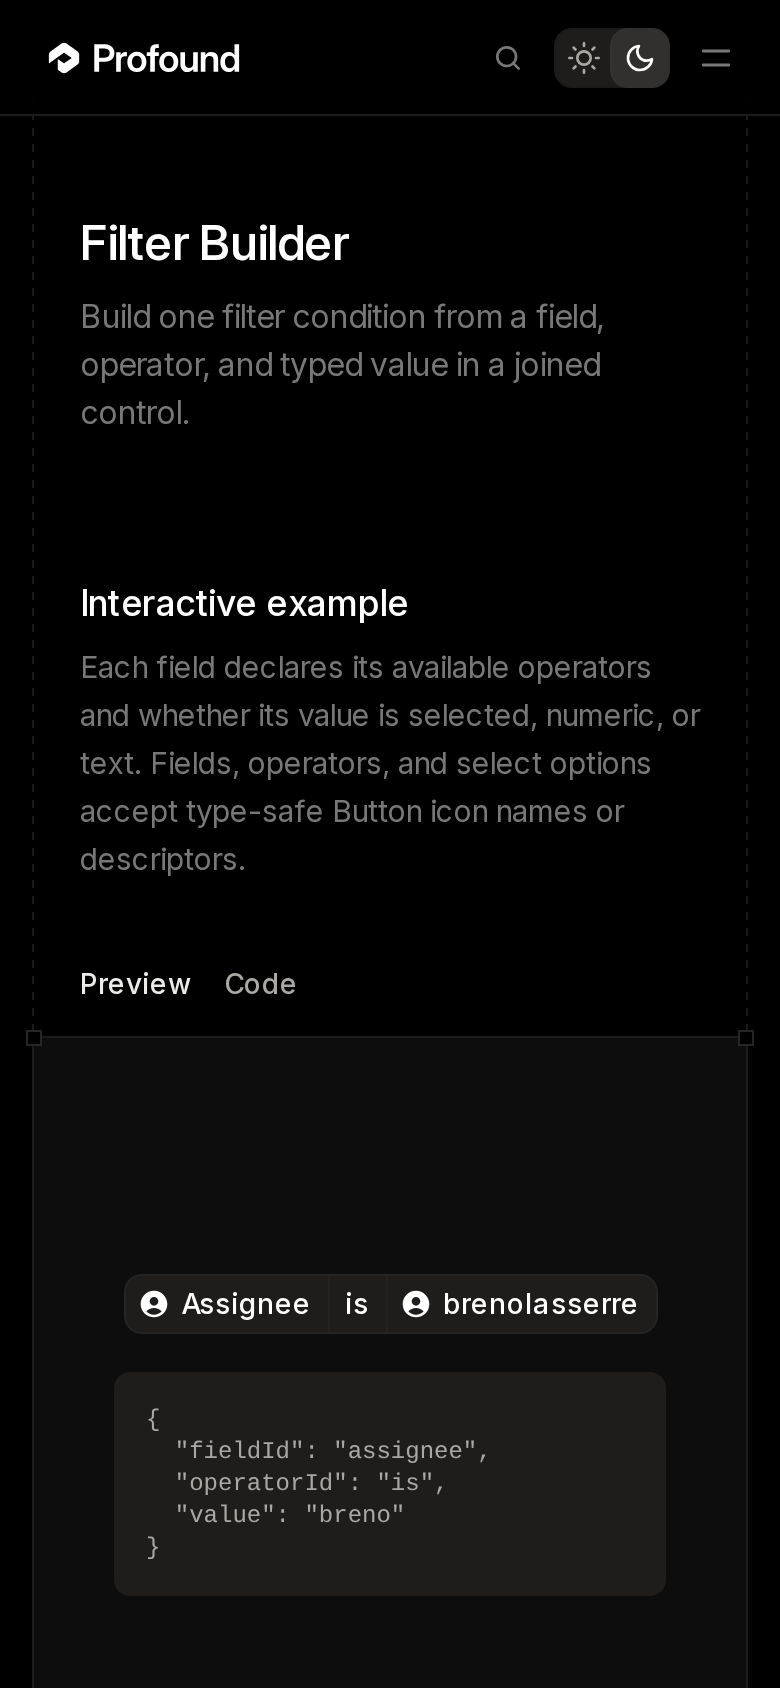 Profound
Filter Builder
Build one filter condition from a field,
operator, and typed value in a joined
control.
Interactive example
Each field declares its available operators
and whether its value is selected, numeric, or
text. Fields, operators, and select options
accept type-safe Button icon names or
descriptors.
Preview Code
Assignee is brenolasserre
{
  "fieldId": "assignee",
  "operatorId": "is",
  "value": "breno"
}